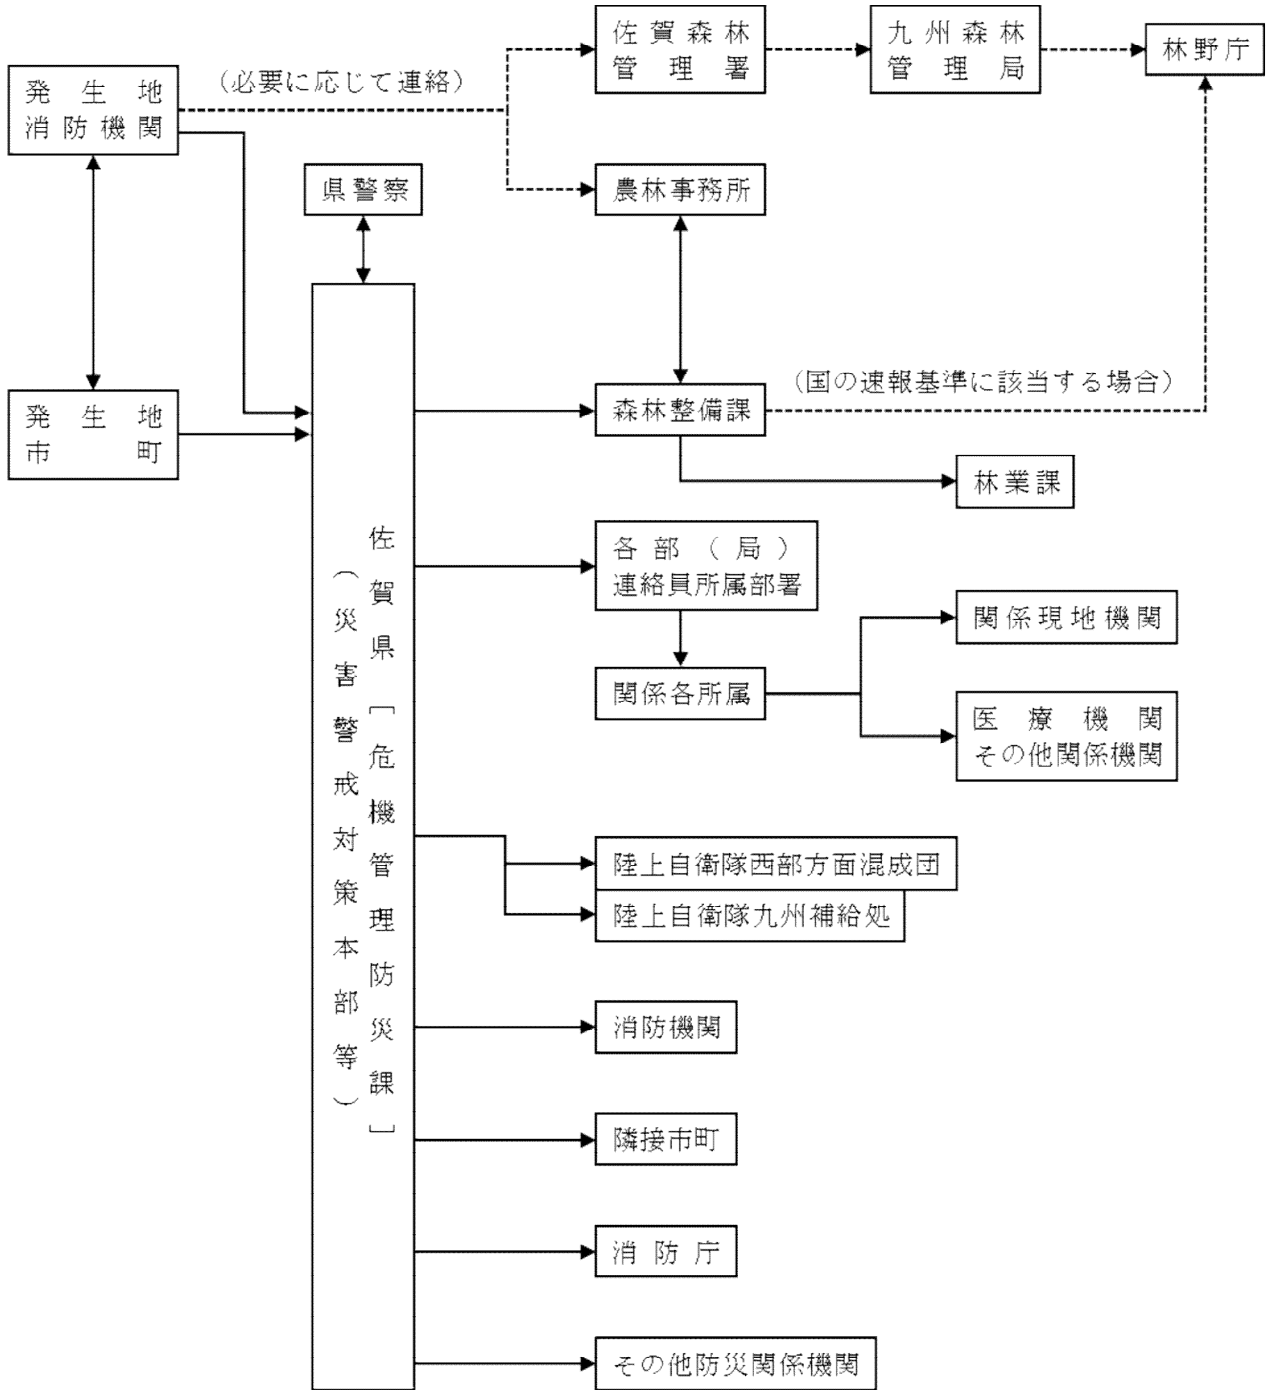 佐賀森林
管理署
九州森林
管理局
林野庁
発生地
消防機関
（必要に応じて連絡）
県警察
農林事務所
発生地
市町
森林整備課
（国の速報基準に該当する場合）
林業課
佐賀県［危機管理防災課］
（災害警戒対策本部等）
各部（局）
連絡員所属部署
関係各所属
関係現地機関
医療機関
その他関係機関
陸上自衛隊西部方面混成団
陸上自衛隊九州補給処
消防機関
隣接市町
消防庁
その他防災関係機関